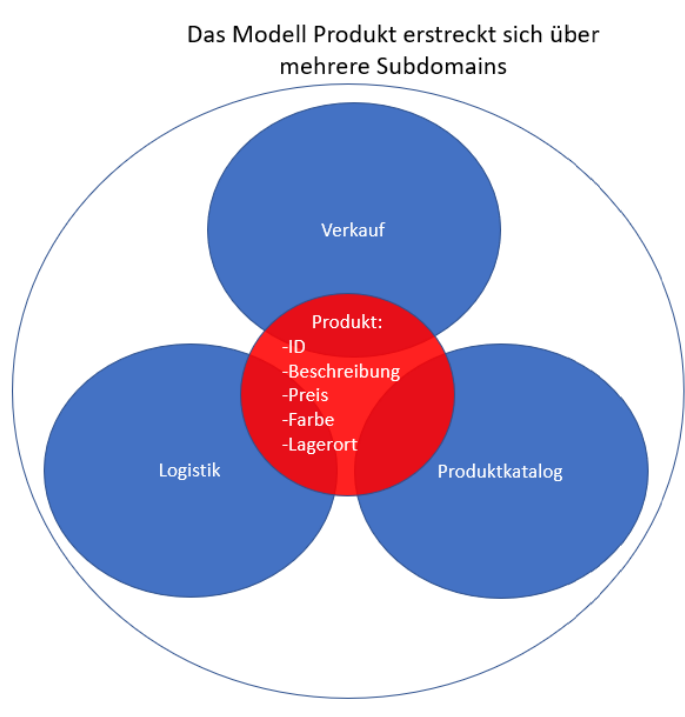 Das Modell Produkt erstreckt sich über
mehrere Subdomains
Verkauf
Produkt:
-ID
-Beschreibung
-Preis
-Farbe
-Lagerort
Logistik
Produktkatalog